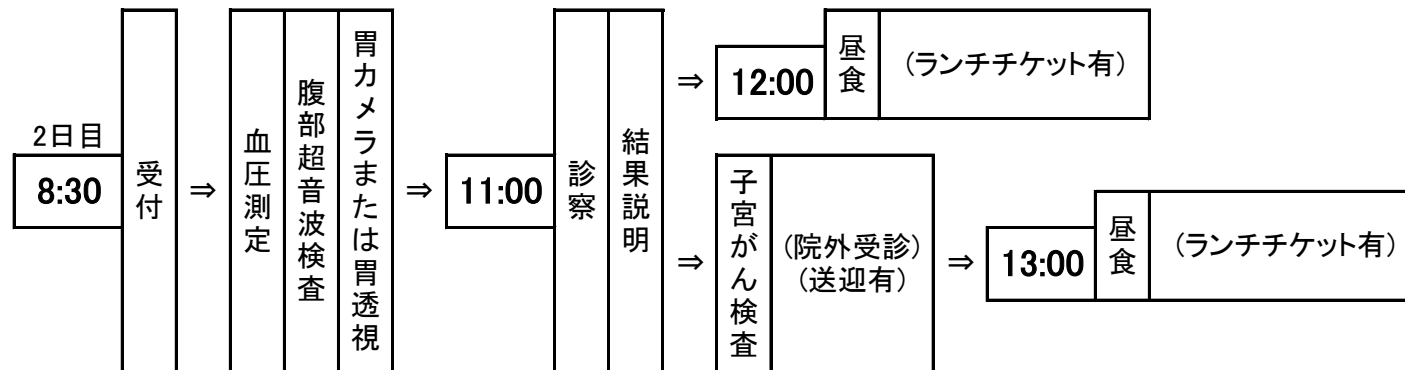 2日目
8:30
受付
⇒
血圧測定
腹部超音波検査
胃カメラまたは胃透視
⇒
11:00
診察
結果説明
⇒
12:00
昼食
(ランチチケット有)
⇒
子宮がん検査
(院外受診)
(送迎有)
⇒
13:00
昼食
(ランチチケット有)